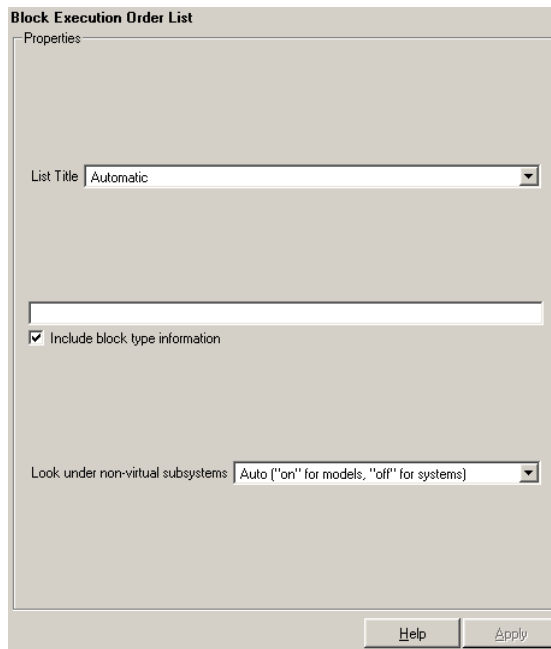 Block Execution Order List
Properties
List Title Automatic
Include block type information
Look under non-virtual subsystems Auto ("on" for models, "off" for systems)
Help Apply